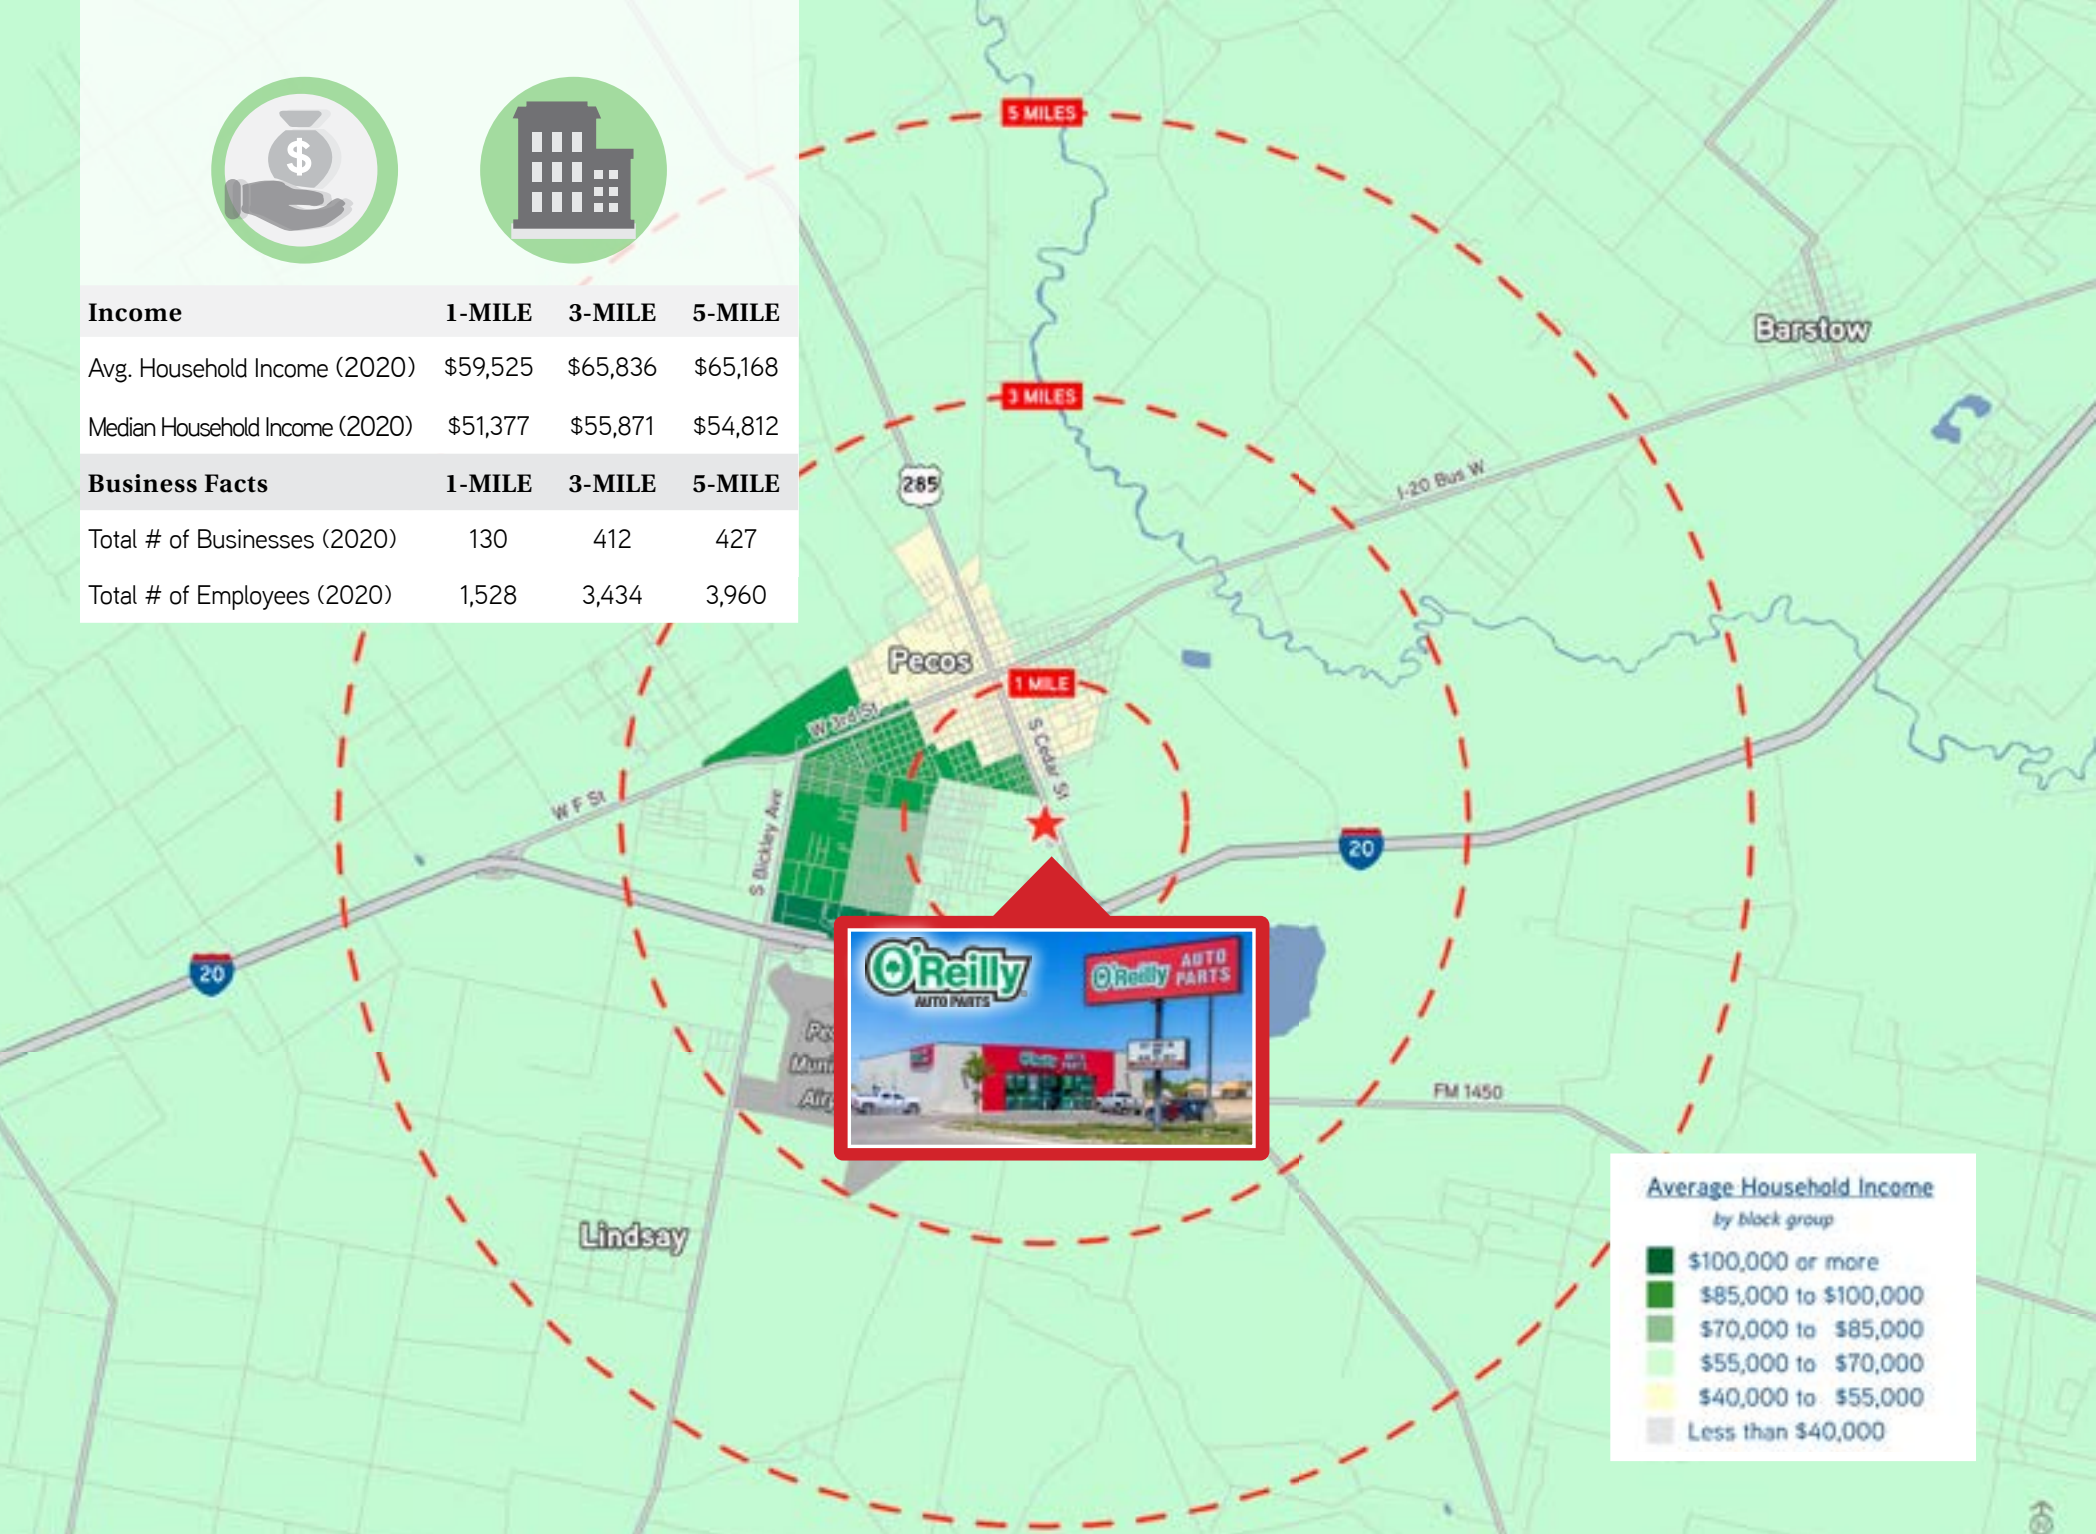 $
Income 1-MILE 3-MILE 5-MILE
Avg. Household Income (2020) $59,525 $65,836 $65,168
Median Household Income (2020) $51,377 $55,871 $54,812
Business Facts 1-MILE 3-MILE 5-MILE
Total # of Businesses (2020) 130 412 427
Total # of Employees (2020) 1,528 3,434 3,960
5 MILES
Barstow
3 MILES
285
I-20 Bus W
Pecos
1 MILE
W 3rd St
S Cedar St
W F St
S Bickley Ave
20
20
O'Reilly
AUTO PARTS
O'Reilly AUTO PARTS
O'Reilly AUTO PARTS
FM 1450
Lindsay
Average Household Income
by block group
$100,000 or more
$85,000 to $100,000
$70,000 to $85,000
$55,000 to $70,000
$40,000 to $55,000
Less than $40,000